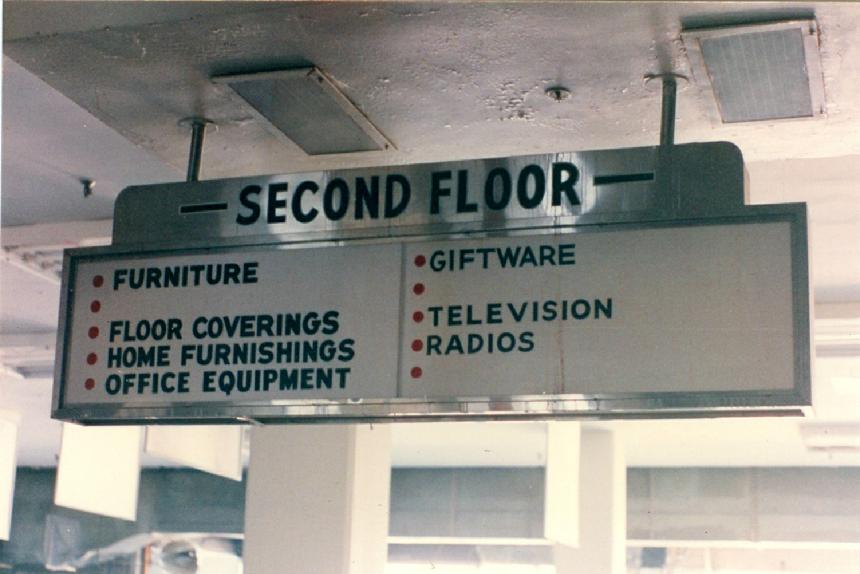 — SECOND FLOOR —
• FURNITURE
•
• FLOOR COVERINGS
• HOME FURNISHINGS
• OFFICE EQUIPMENT
• GIFTWARE
•
• TELEVISION
• RADIOS
•